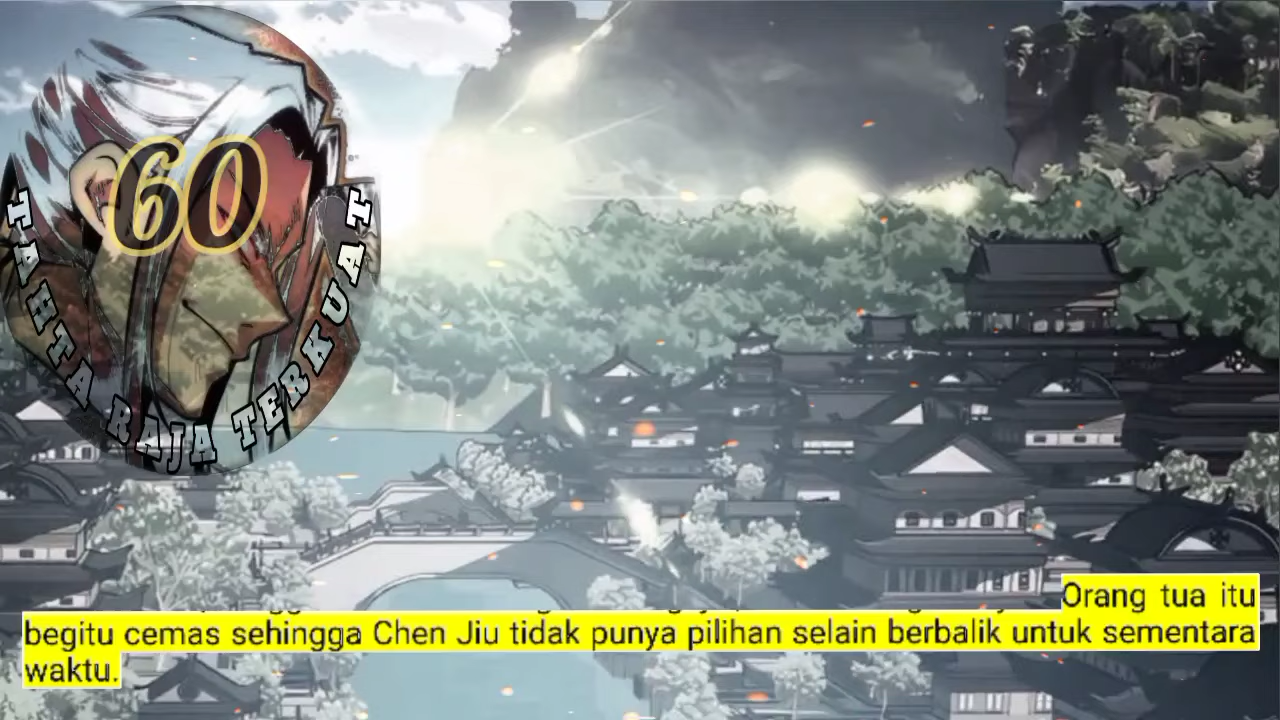 60
TAHTA RAJA TERKUAT
Orang tua itu
begitu cemas sehingga Chen Jiu tidak punya pilihan selain berbalik untuk sementara
waktu.